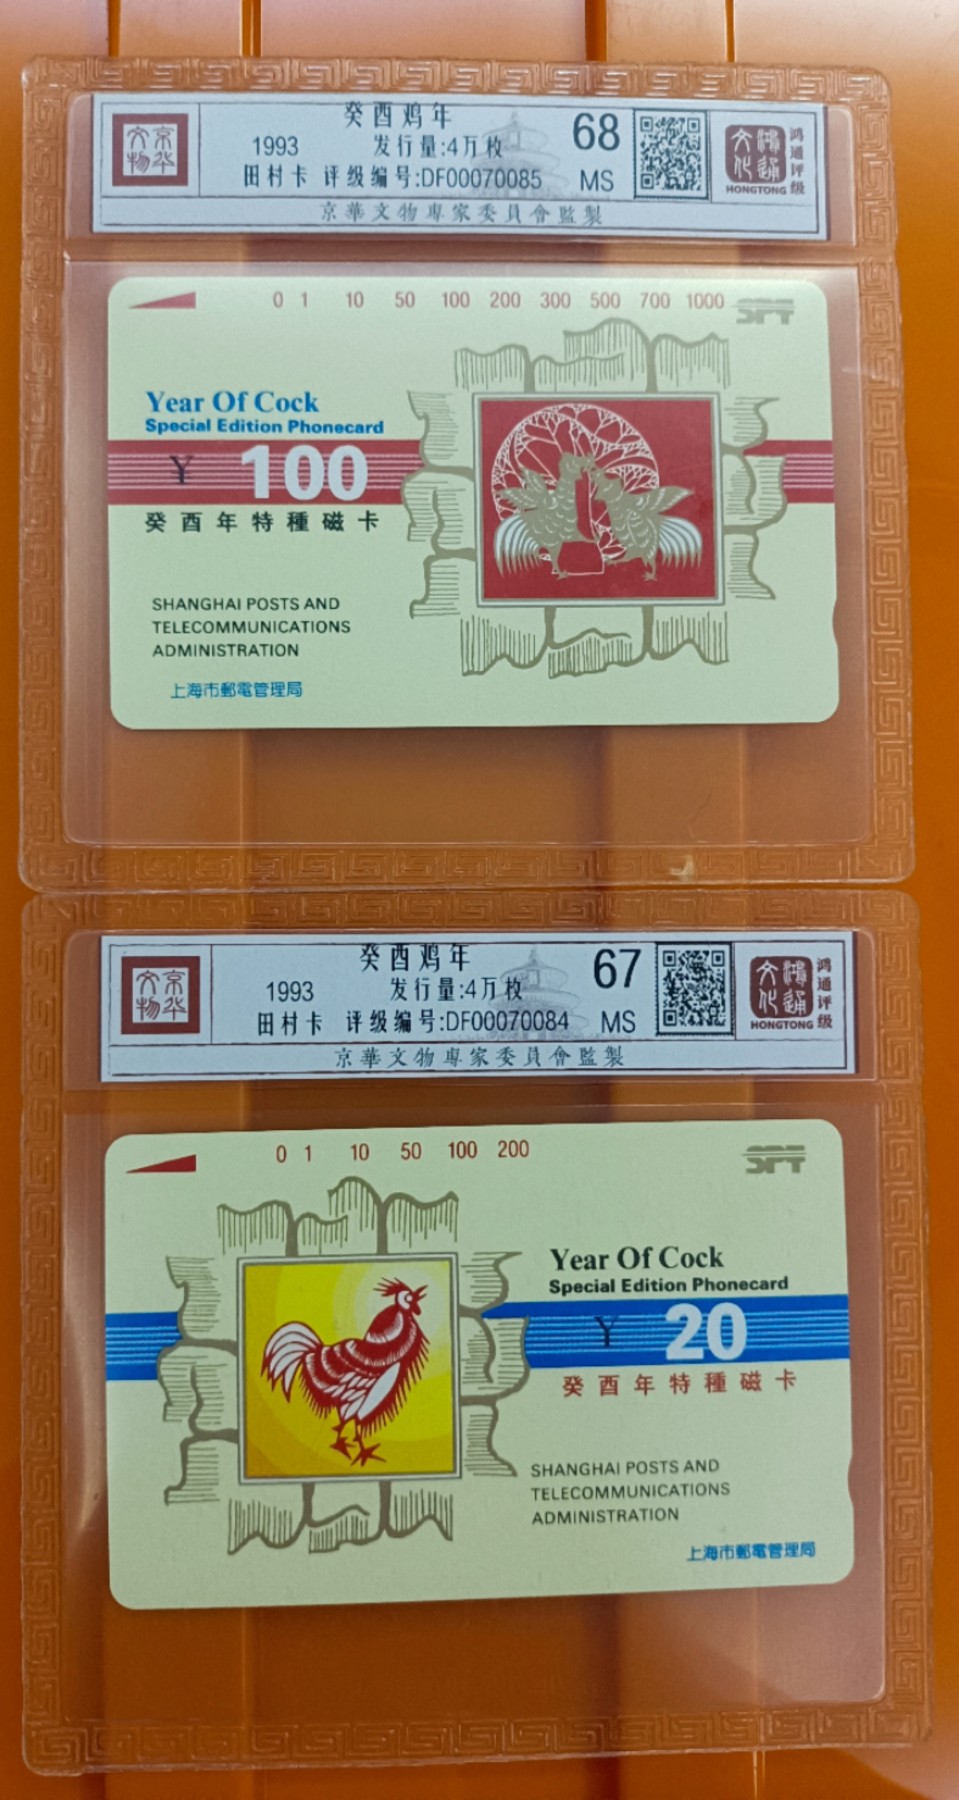 京华
文物
癸酉鸡年
1993 发行量:4万枚
田村卡 评级编号:DF00070085
68
MS
鸿通
文化
HONGTONG
鸿通评级
京華文物專家委員會監製
0 1 10 50 100 200 300 500 700 1000
SPT
Year Of Cock
Special Edition Phonecard
¥ 100
癸酉年特種磁卡
SHANGHAI POSTS AND
TELECOMMUNICATIONS
ADMINISTRATION
上海市郵電管理局
京华
文物
癸酉鸡年
1993 发行量:4万枚
田村卡 评级编号:DF00070084
67
MS
鸿通
文化
HONGTONG
鸿通评级
京華文物專家委員會監製
0 1 10 50 100 200
SPT
Year Of Cock
Special Edition Phonecard
¥ 20
癸酉年特種磁卡
SHANGHAI POSTS AND
TELECOMMUNICATIONS
ADMINISTRATION
上海市郵電管理局